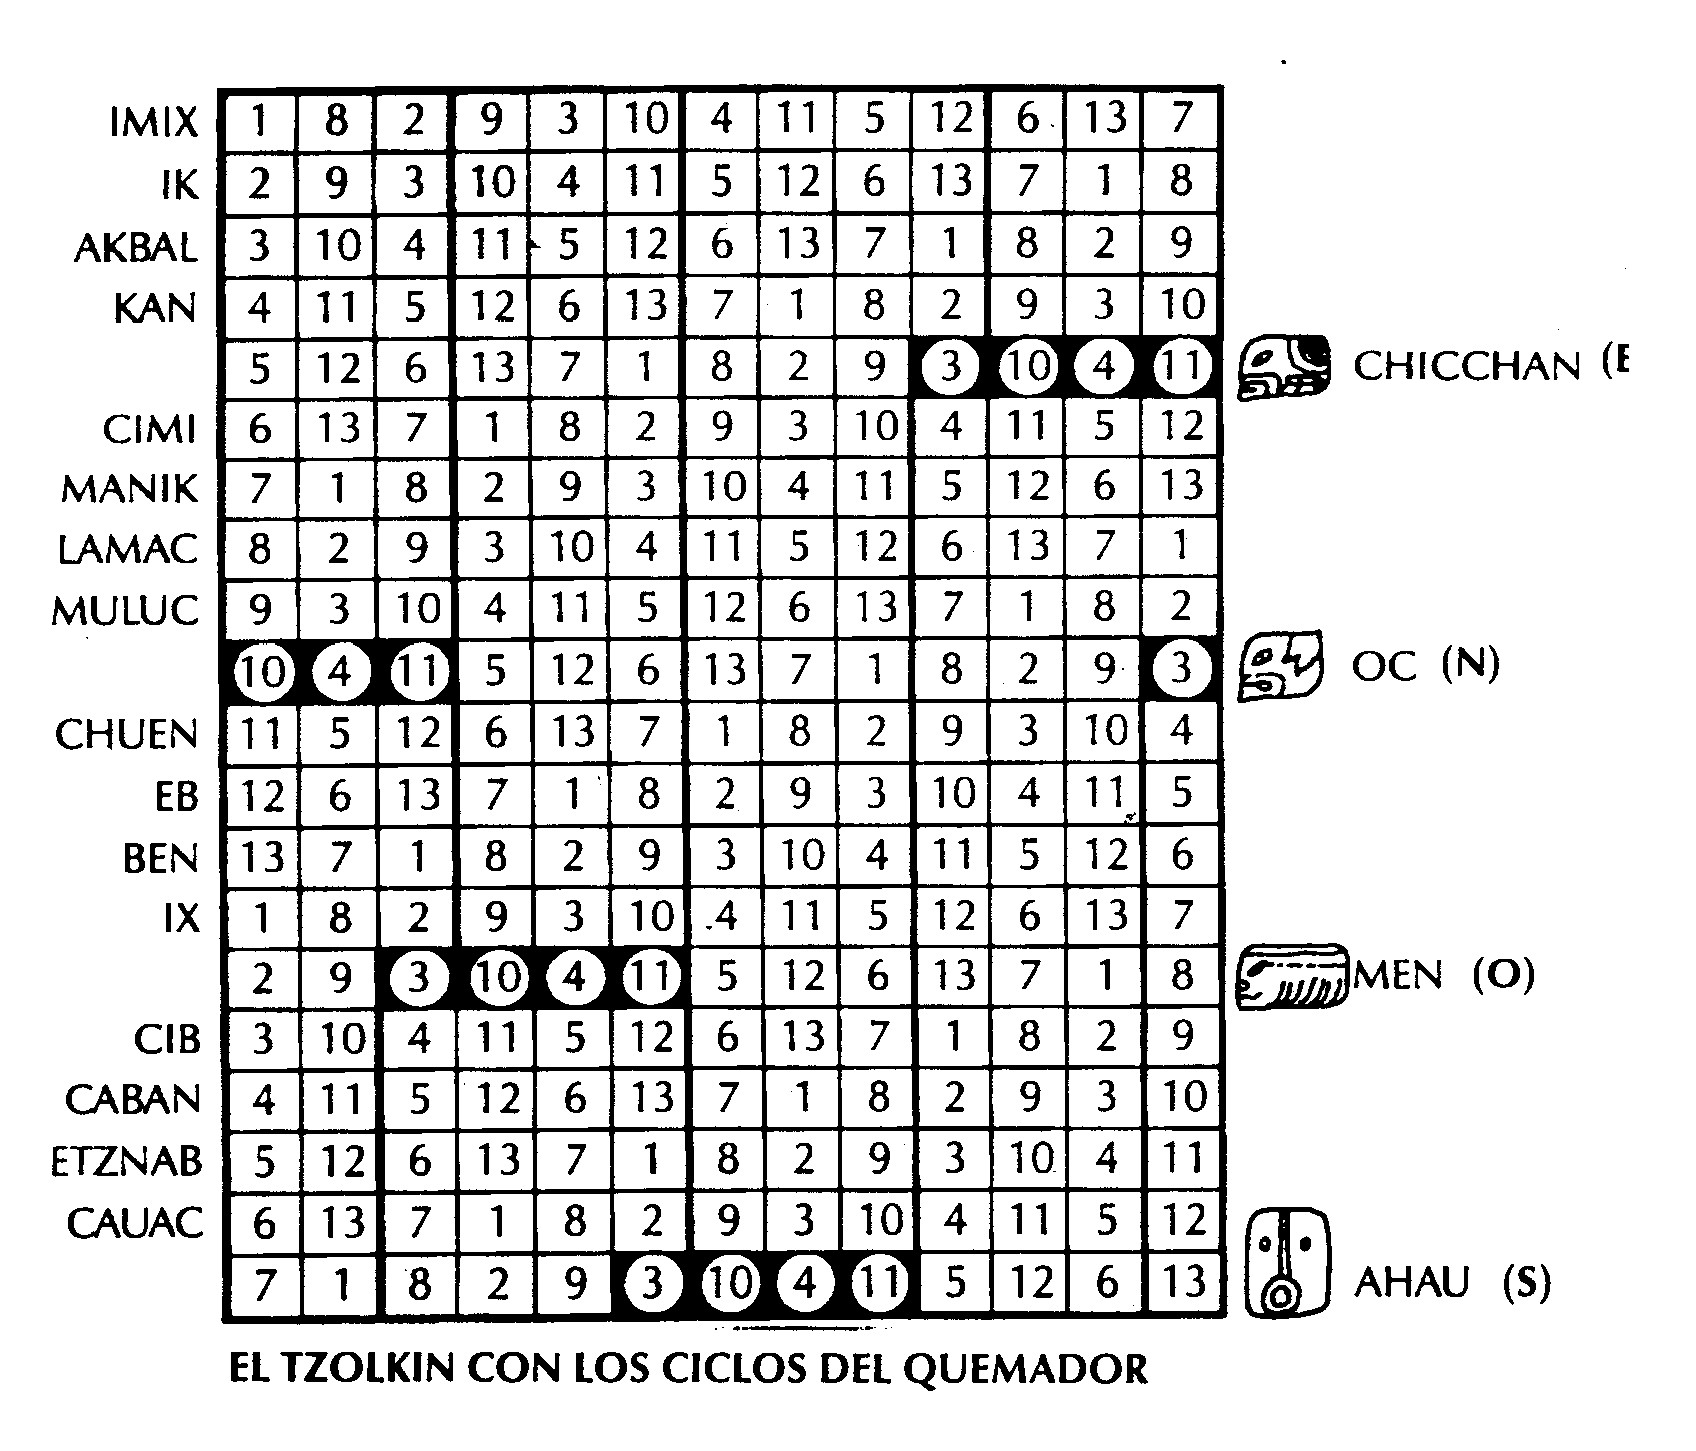 IMIX 1 8 2 9 3 10 4 11 5 12 6 13 7
IK 2 9 3 10 4 11 5 12 6 13 7 1 8
AKBAL 3 10 4 11 5 12 6 13 7 1 8 2 9
KAN 4 11 5 12 6 13 7 1 8 2 9 3 10
5 12 6 13 7 1 8 2 9 3 10 4 11 CHICCHAN (E
CIMI 6 13 7 1 8 2 9 3 10 4 11 5 12
MANIK 7 1 8 2 9 3 10 4 11 5 12 6 13
LAMAC 8 2 9 3 10 4 11 5 12 6 13 7 1
MULUC 9 3 10 4 11 5 12 6 13 7 1 8 2
10 4 11 5 12 6 13 7 1 8 2 9 3 OC (N)
CHUEN 11 5 12 6 13 7 1 8 2 9 3 10 4
EB 12 6 13 7 1 8 2 9 3 10 4 11 5
BEN 13 7 1 8 2 9 3 10 4 11 5 12 6
IX 1 8 2 9 3 10 4 11 5 12 6 13 7
2 9 3 10 4 11 5 12 6 13 7 1 8 MEN (O)
CIB 3 10 4 11 5 12 6 13 7 1 8 2 9
CABAN 4 11 5 12 6 13 7 1 8 2 9 3 10
ETZNAB 5 12 6 13 7 1 8 2 9 3 10 4 11
CAUAC 6 13 7 1 8 2 9 3 10 4 11 5 12
7 1 8 2 9 3 10 4 11 5 12 6 13 AHAU (S)
EL TZOLKIN CON LOS CICLOS DEL QUEMADOR